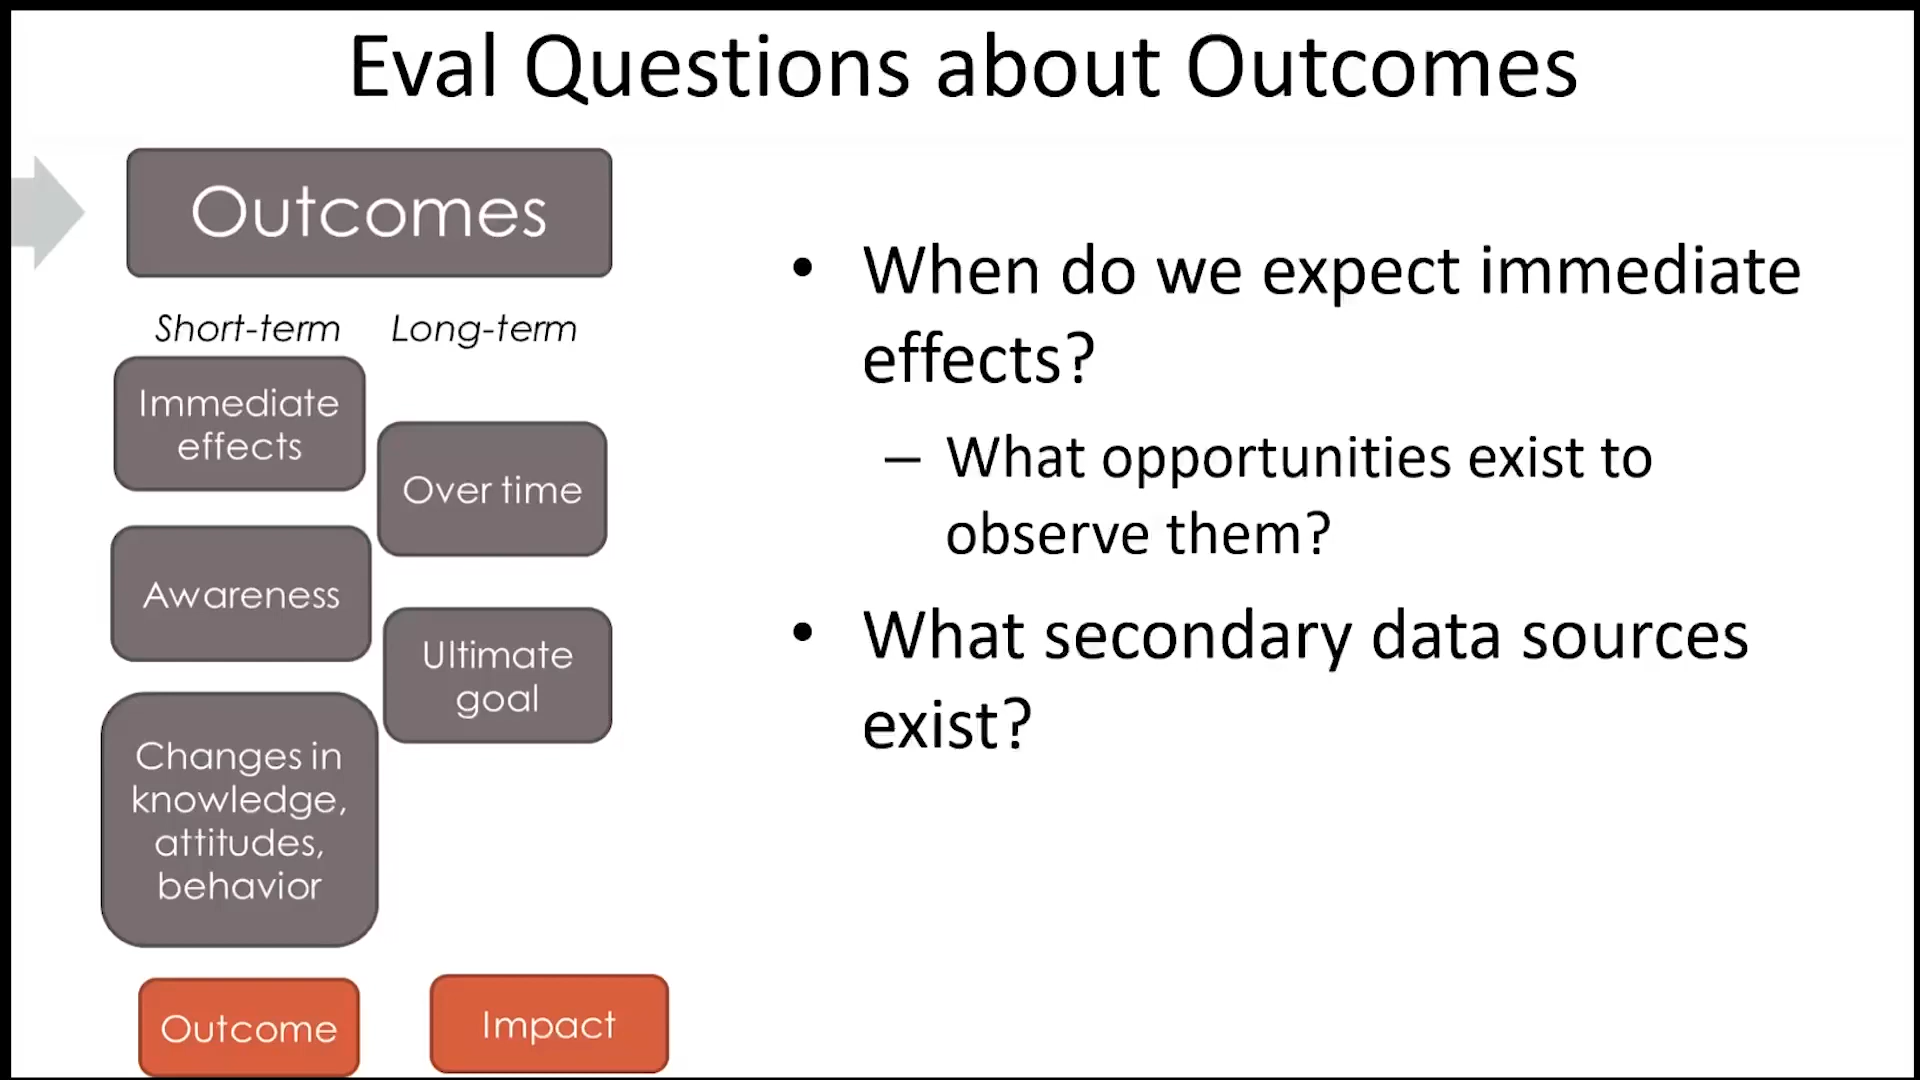 Eval Questions about Outcomes
Outcomes
Short-term Long-term
Immediate
effects
Awareness
Changes in
knowledge,
attitudes,
behavior
Over time
Ultimate
goal
Outcome
Impact
• When do we expect immediate
effects?
– What opportunities exist to
observe them?
• What secondary data sources
exist?